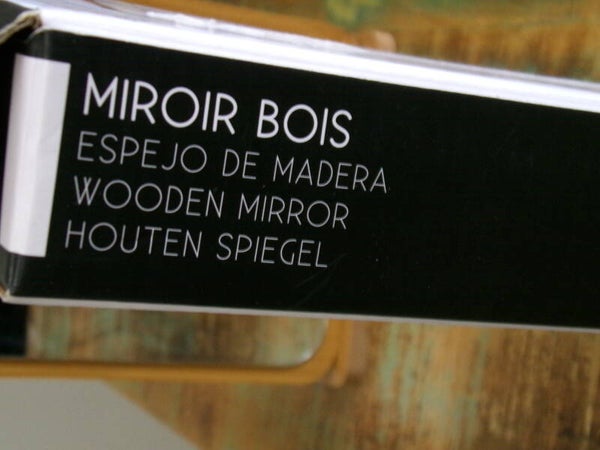 MIROIR BOIS
ESPEJO DE MADERA
WOODEN MIRROR
HOUTEN SPIEGEL